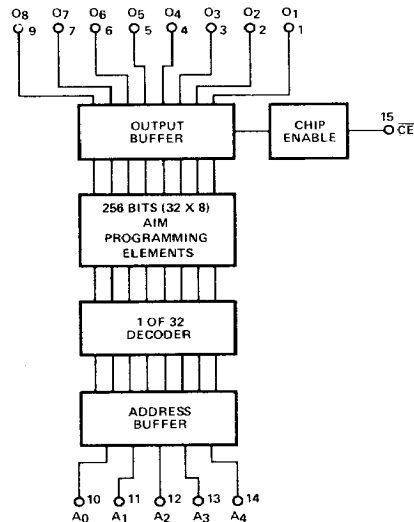 O8 O7 O6 O5 O4 O3 O2 O1
9 7 6 5 4 3 2 1
OUTPUT
BUFFER
CHIP
ENABLE
15
CE
256 BITS (32 X 8)
AIM
PROGRAMMING
ELEMENTS
1 OF 32
DECODER
ADDRESS
BUFFER
10 11 12 13 14
A0 A1 A2 A3 A4